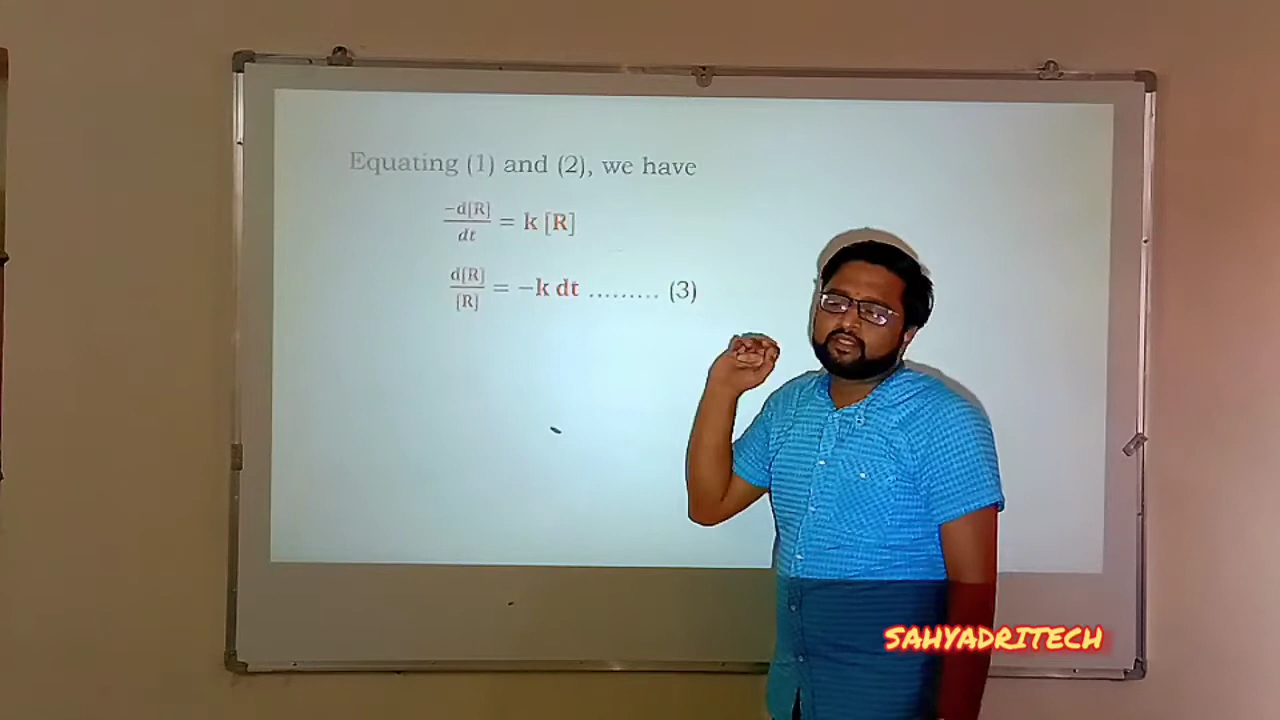 Equating (1) and (2), we have
-d[R]/dt = k [R]
d[R]/[R] = −k dt ......... (3)
SAHYADRITECH